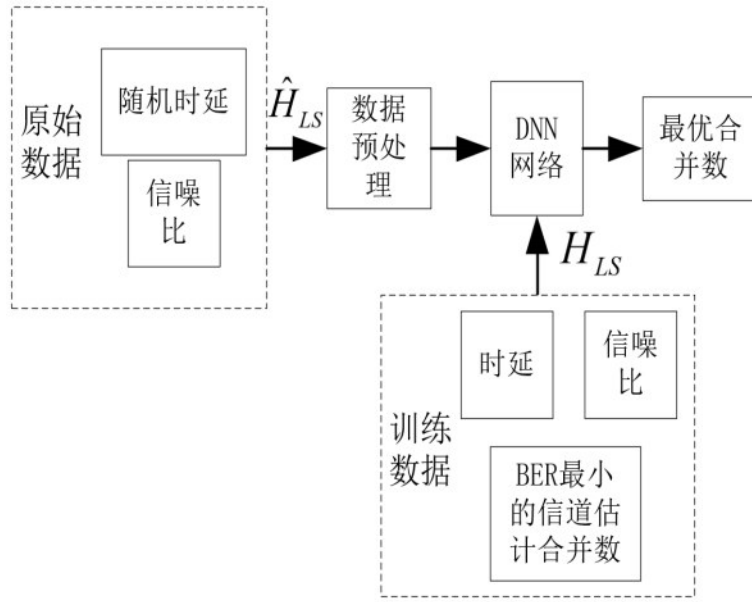 原始
数据
随机时延
信噪
比
Ĥ_LS
数据
预处
理
DNN
网络
最优合
并数
H_LS
训练
数据
时延
信噪
比
BER最小
的信道估
计合并数